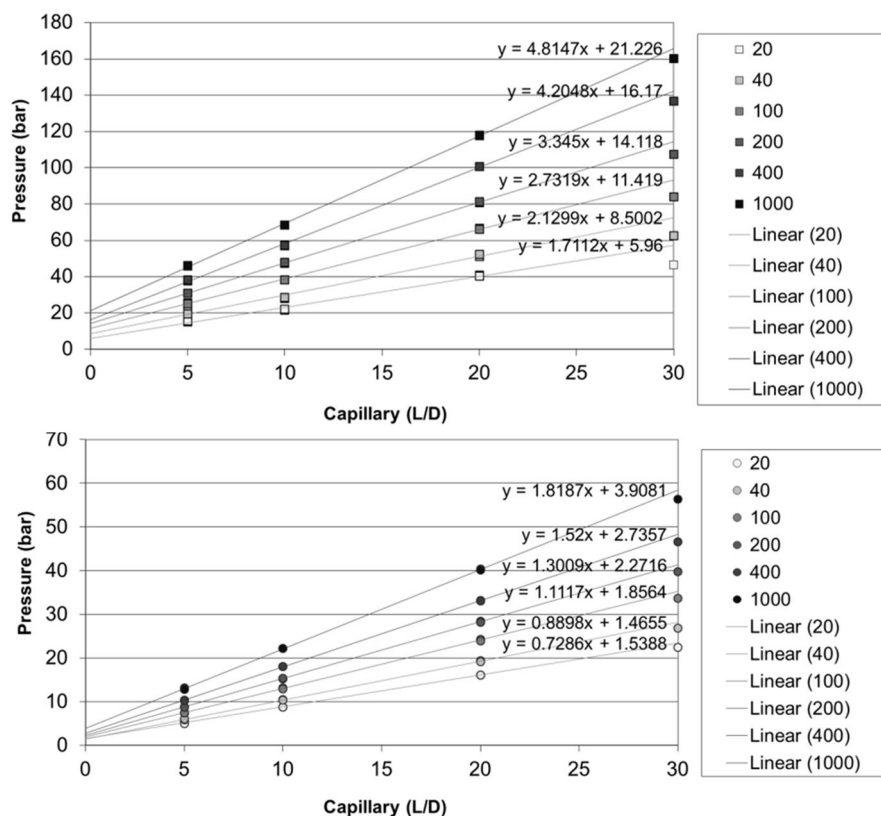 180
160
140
120
100
80
60
40
20
0
Pressure (bar)
y = 4.8147x + 21.226
y = 4.2048x + 16.17
y = 3.345x + 14.118
y = 2.7319x + 11.419
y = 2.1299x + 8.5002
y = 1.7112x + 5.96
0 5 10 15 20 25 30
Capillary (L/D)
20
40
100
200
400
1000
Linear (20)
Linear (40)
Linear (100)
Linear (200)
Linear (400)
Linear (1000)
70
60
50
40
30
20
10
0
Pressure (bar)
y = 1.8187x + 3.9081
y = 1.52x + 2.7357
y = 1.3009x + 2.2716
y = 1.1117x + 1.8564
y = 0.8898x + 1.4655
y = 0.7286x + 1.5388
0 5 10 15 20 25 30
Capillary (L/D)
20
40
100
200
400
1000
Linear (20)
Linear (40)
Linear (100)
Linear (200)
Linear (400)
Linear (1000)